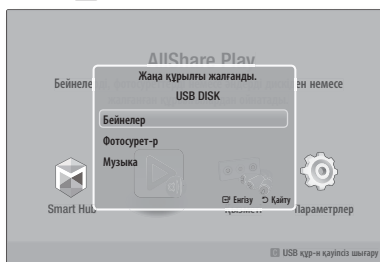 AllShare Play
Жаңа құрылғы жалғанды.
Бейнеле ен немесе
USB DISK
Бейнелер
Фотосурет-р
Музыка
Енгізу Қайту
Smart Hub Параметрлер
USB құр-н қауіпсіз шығару